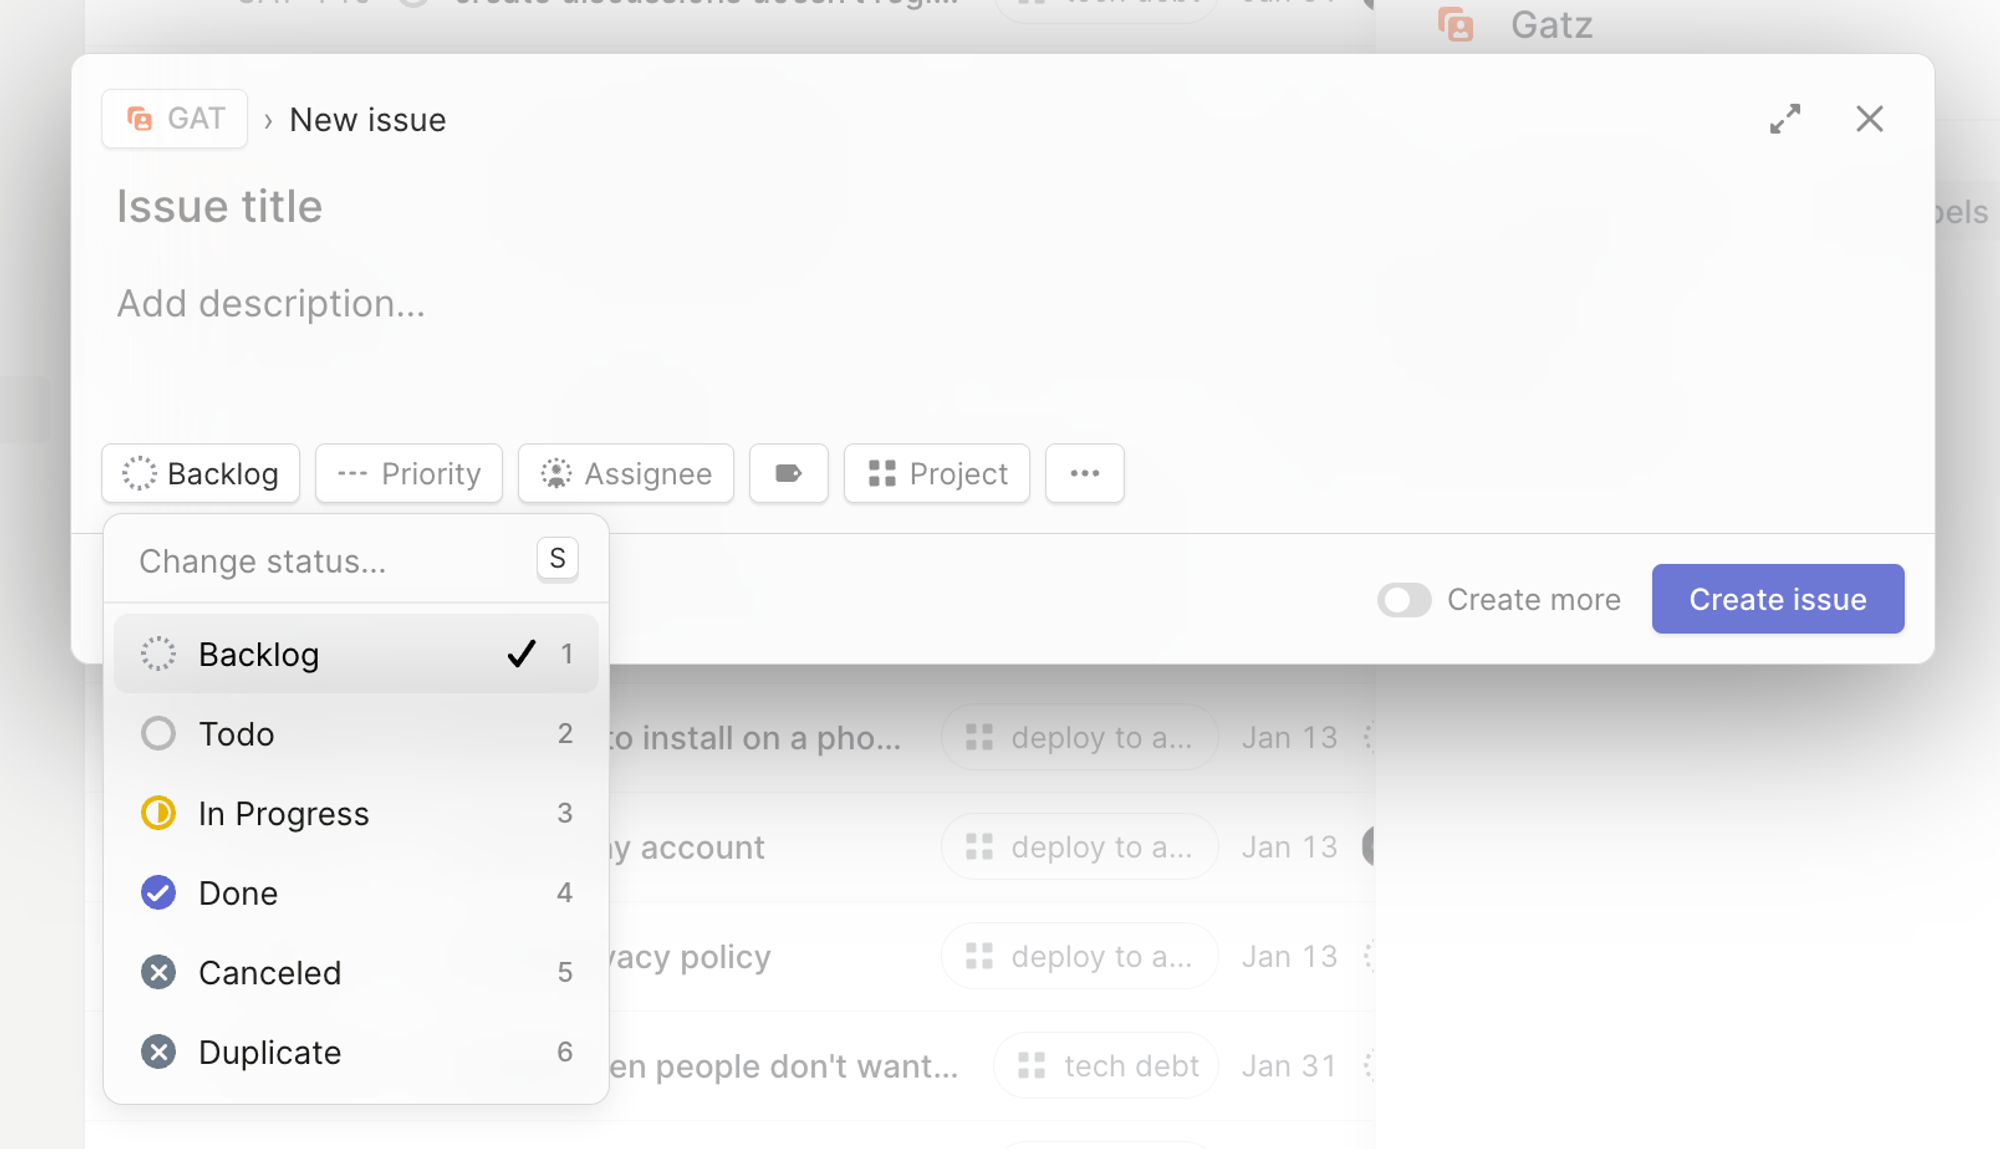 Gatz
GAT › New issue
Issue title
Add description...
Backlog
Priority
Assignee
Project
Change status...
S
Backlog 1
Todo 2
In Progress 3
Done 4
Canceled 5
Duplicate 6
Create more
Create issue
to install on a pho... deploy to a... Jan 13
account deploy to a... Jan 13
policy deploy to a... Jan 13
people don't want... tech debt Jan 31